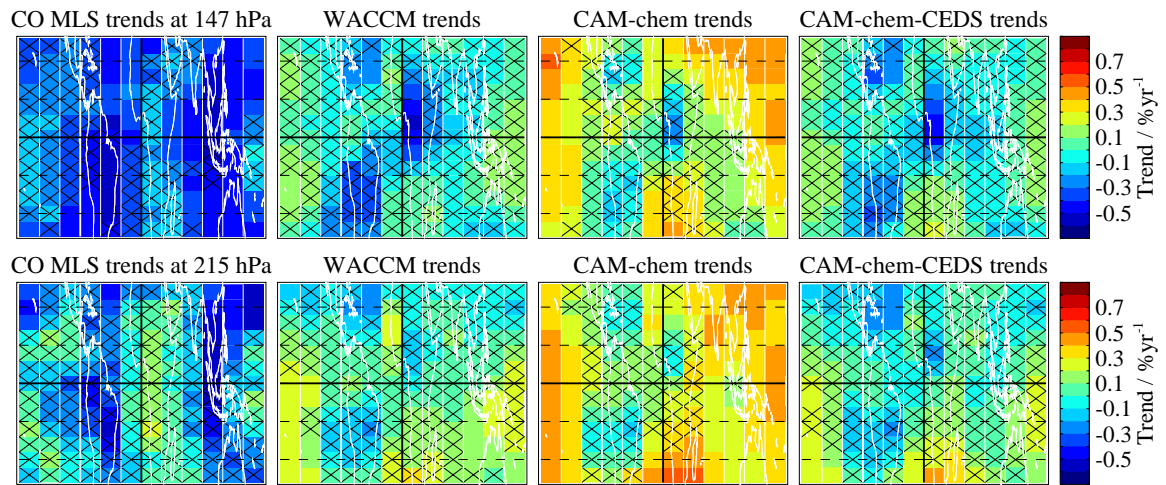 CO MLS trends at 147 hPa
WACCM trends
CAM-chem trends
CAM-chem-CEDS trends
0.7
0.5
0.3
0.1
-0.1
-0.3
-0.5
Trend / %yr⁻¹
CO MLS trends at 215 hPa
WACCM trends
CAM-chem trends
CAM-chem-CEDS trends
0.7
0.5
0.3
0.1
-0.1
-0.3
-0.5
Trend / %yr⁻¹